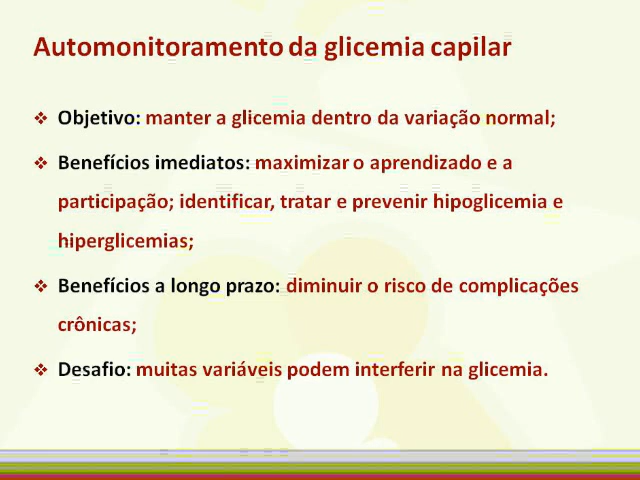 Automonitoramento da glicemia capilar
❖ Objetivo: manter a glicemia dentro da variação normal;
❖ Benefícios imediatos: maximizar o aprendizado e a
participação; identificar, tratar e prevenir hipoglicemia e
hiperglicemias;
❖ Benefícios a longo prazo: diminuir o risco de complicações
crônicas;
❖ Desafio: muitas variáveis podem interferir na glicemia.